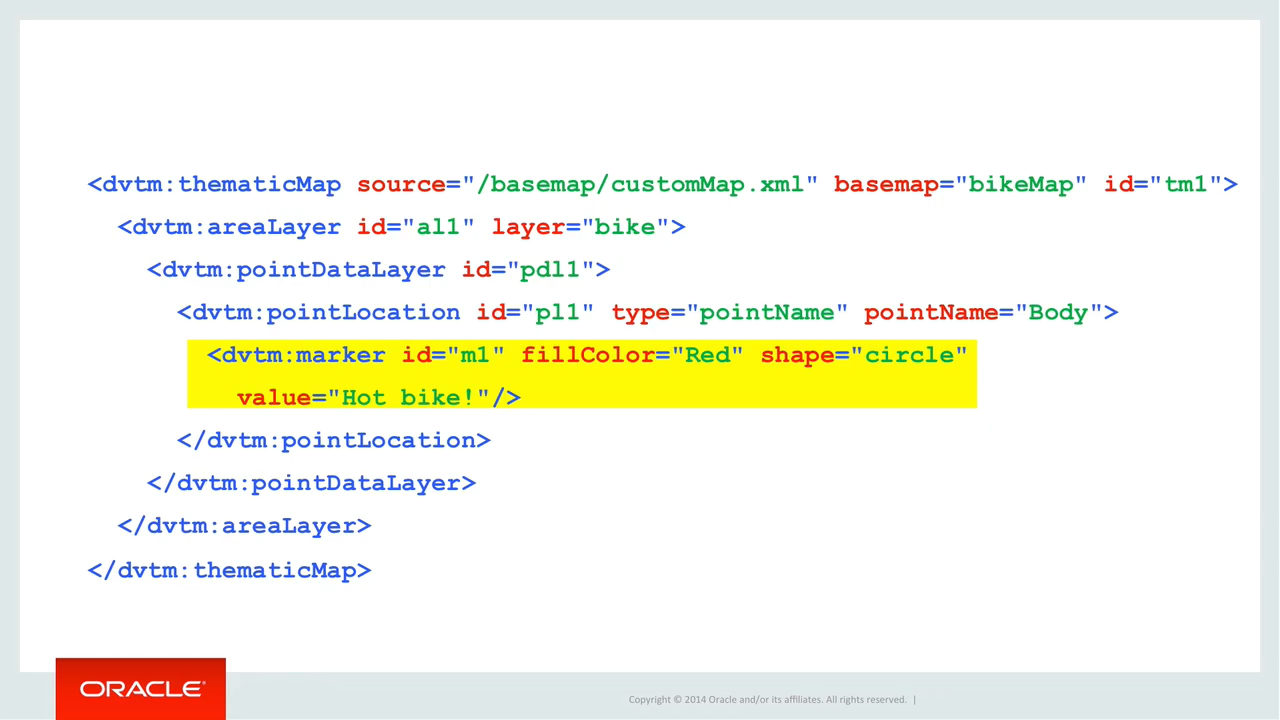 <dvtm:thematicMap source="/basemap/customMap.xml" basemap="bikeMap" id="tm1">
<dvtm:areaLayer id="al1" layer="bike">
<dvtm:pointDataLayer id="pdl1">
<dvtm:pointLocation id="pl1" type="pointName" pointName="Body">
<dvtm:marker id="m1" fillColor="Red" shape="circle"
value="Hot bike!"/>
</dvtm:pointLocation>
</dvtm:pointDataLayer>
</dvtm:areaLayer>
</dvtm:thematicMap>
ORACLE®
Copyright © 2014 Oracle and/or its affiliates. All rights reserved. |